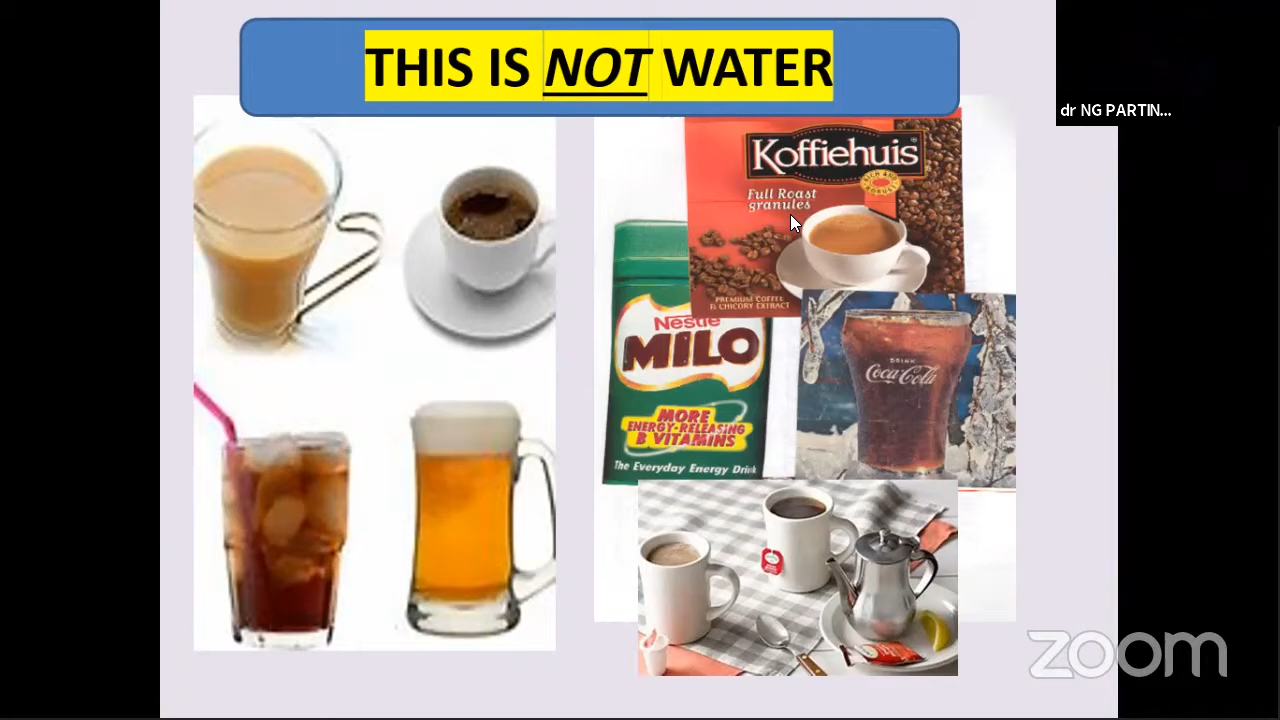 THIS IS NOT WATER
dr NG PARTIN...
Koffiehuis
RICH AND
ROBUST
Full Roast
granules
PREMIUM COFFEE
& CHICORY EXTRACT
Nestlé
MILO
MORE
ENERGY-RELEASING
B VITAMINS
The Everyday Energy Drink
DRINK
Coca-Cola
zoom